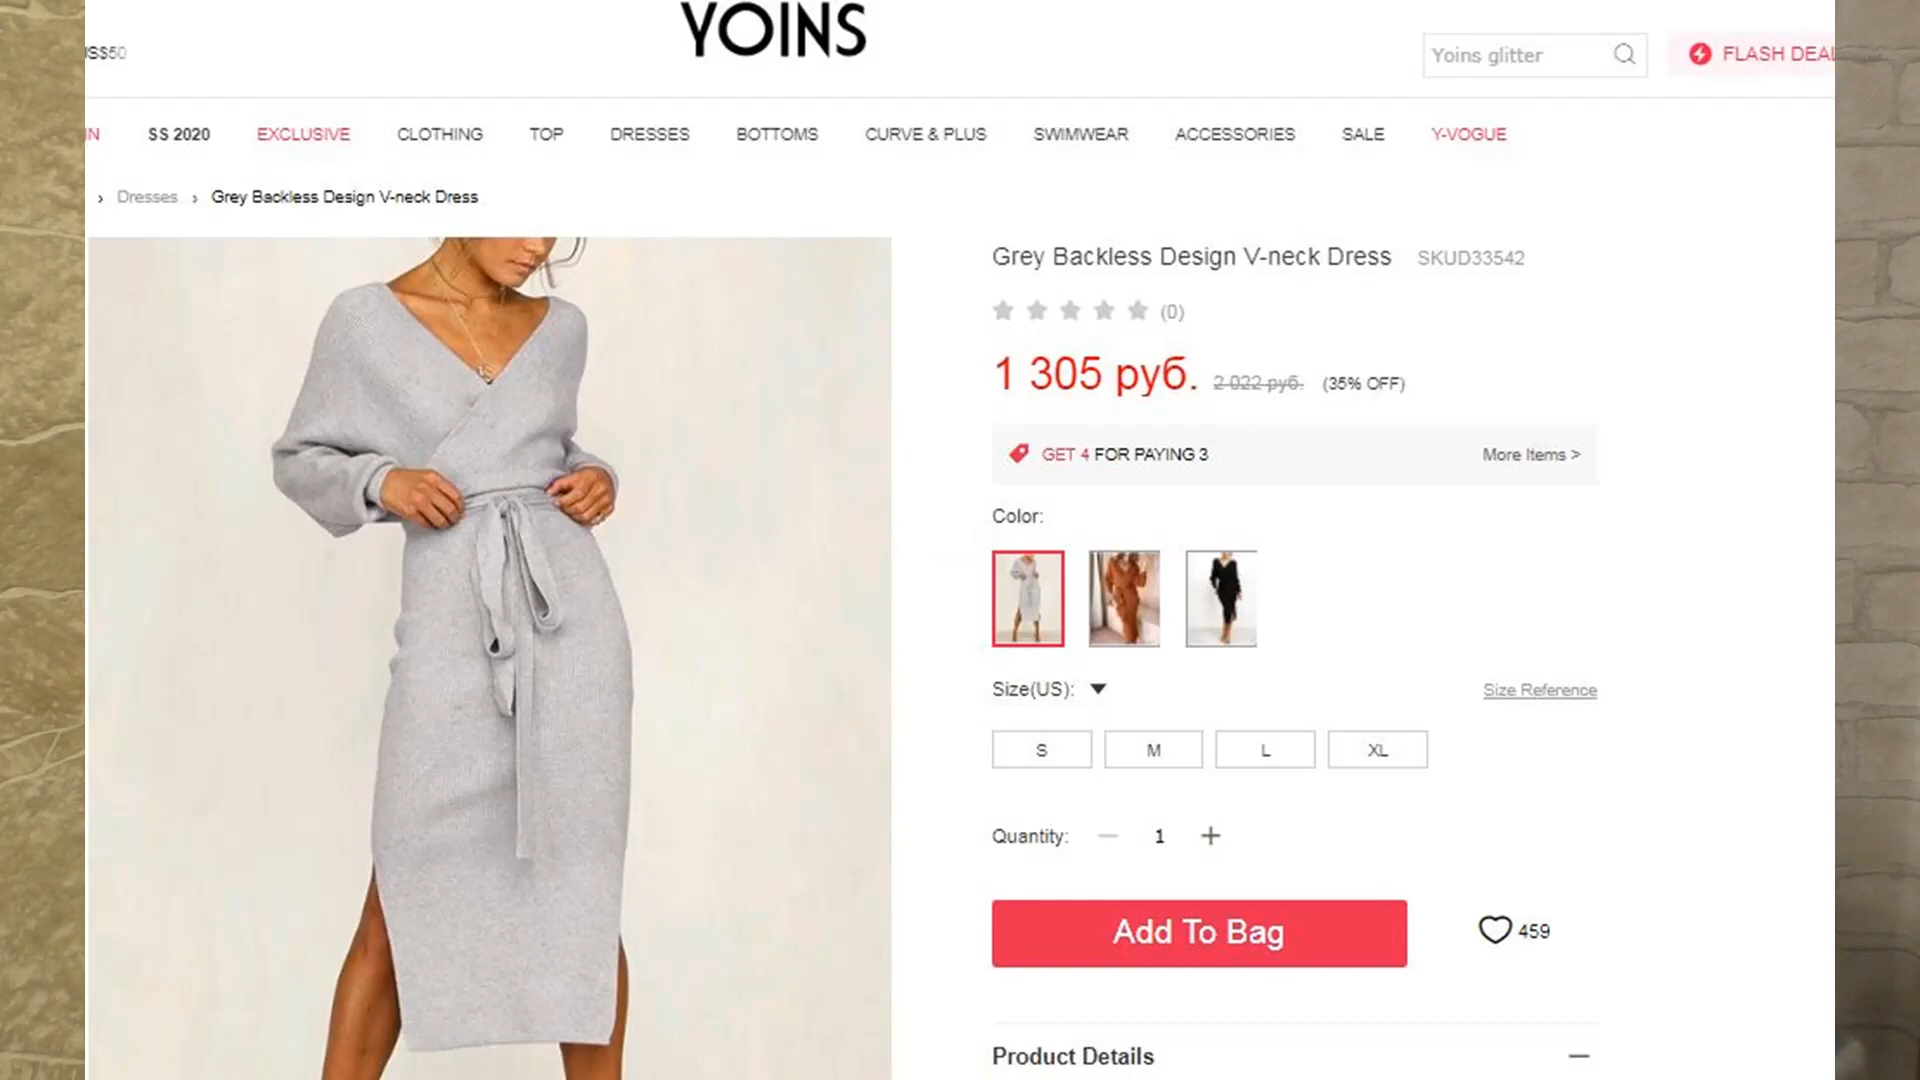 YOINS
US$50
Yoins glitter
FLASH DEAL
IN
SS 2020
EXCLUSIVE
CLOTHING
TOP
DRESSES
BOTTOMS
CURVE & PLUS
SWIMWEAR
ACCESSORIES
SALE
Y-VOGUE
› Dresses › Grey Backless Design V-neck Dress
Grey Backless Design V-neck Dress SKUD33542
(0)
1 305 руб. 2 022 руб. (35% OFF)
GET 4 FOR PAYING 3
More Items >
Color:
Size(US):
Size Reference
S
M
L
XL
Quantity: — 1 +
Add To Bag
459
Product Details